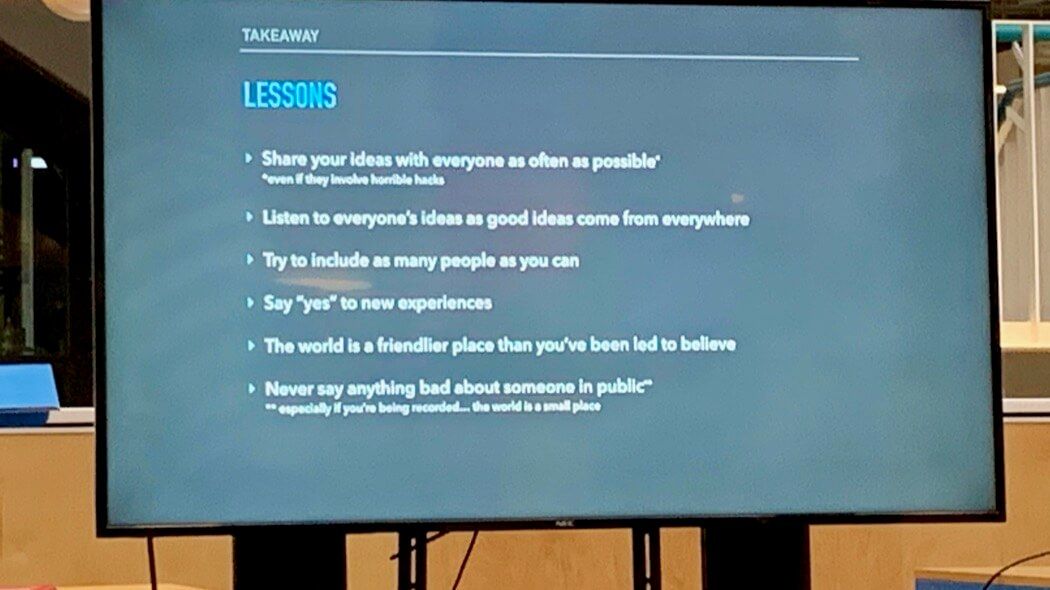 TAKEAWAY
LESSONS
Share your ideas with everyone as often as possible*
*even if they involve horrible hacks
Listen to everyone's ideas as good ideas come from everywhere
Try to include as many people as you can
Say "yes" to new experiences
The world is a friendlier place than you've been led to believe
Never say anything bad about someone in public**
** especially if you're being recorded... the world is a small place